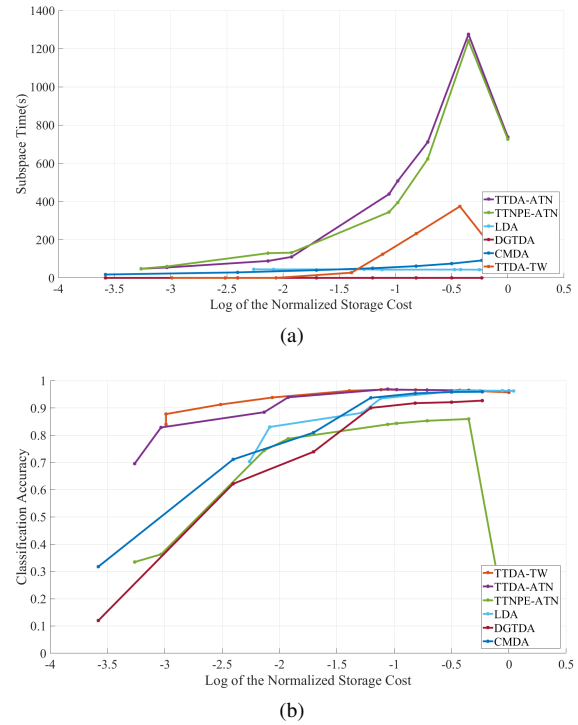 1400
1200
1000
800
600
400
200
0
Subspace Time(s)
TTDA-ATN
TTNPE-ATN
LDA
DGTDA
CMDA
TTDA-TW
-4 -3.5 -3 -2.5 -2 -1.5 -1 -0.5 0 0.5
Log of the Normalized Storage Cost
(a)
1
0.9
0.8
0.7
0.6
0.5
0.4
0.3
0.2
0.1
0
Classification Accuracy
TTDA-TW
TTDA-ATN
TTNPE-ATN
LDA
DGTDA
CMDA
-4 -3.5 -3 -2.5 -2 -1.5 -1 -0.5 0 0.5
Log of the Normalized Storage Cost
(b)